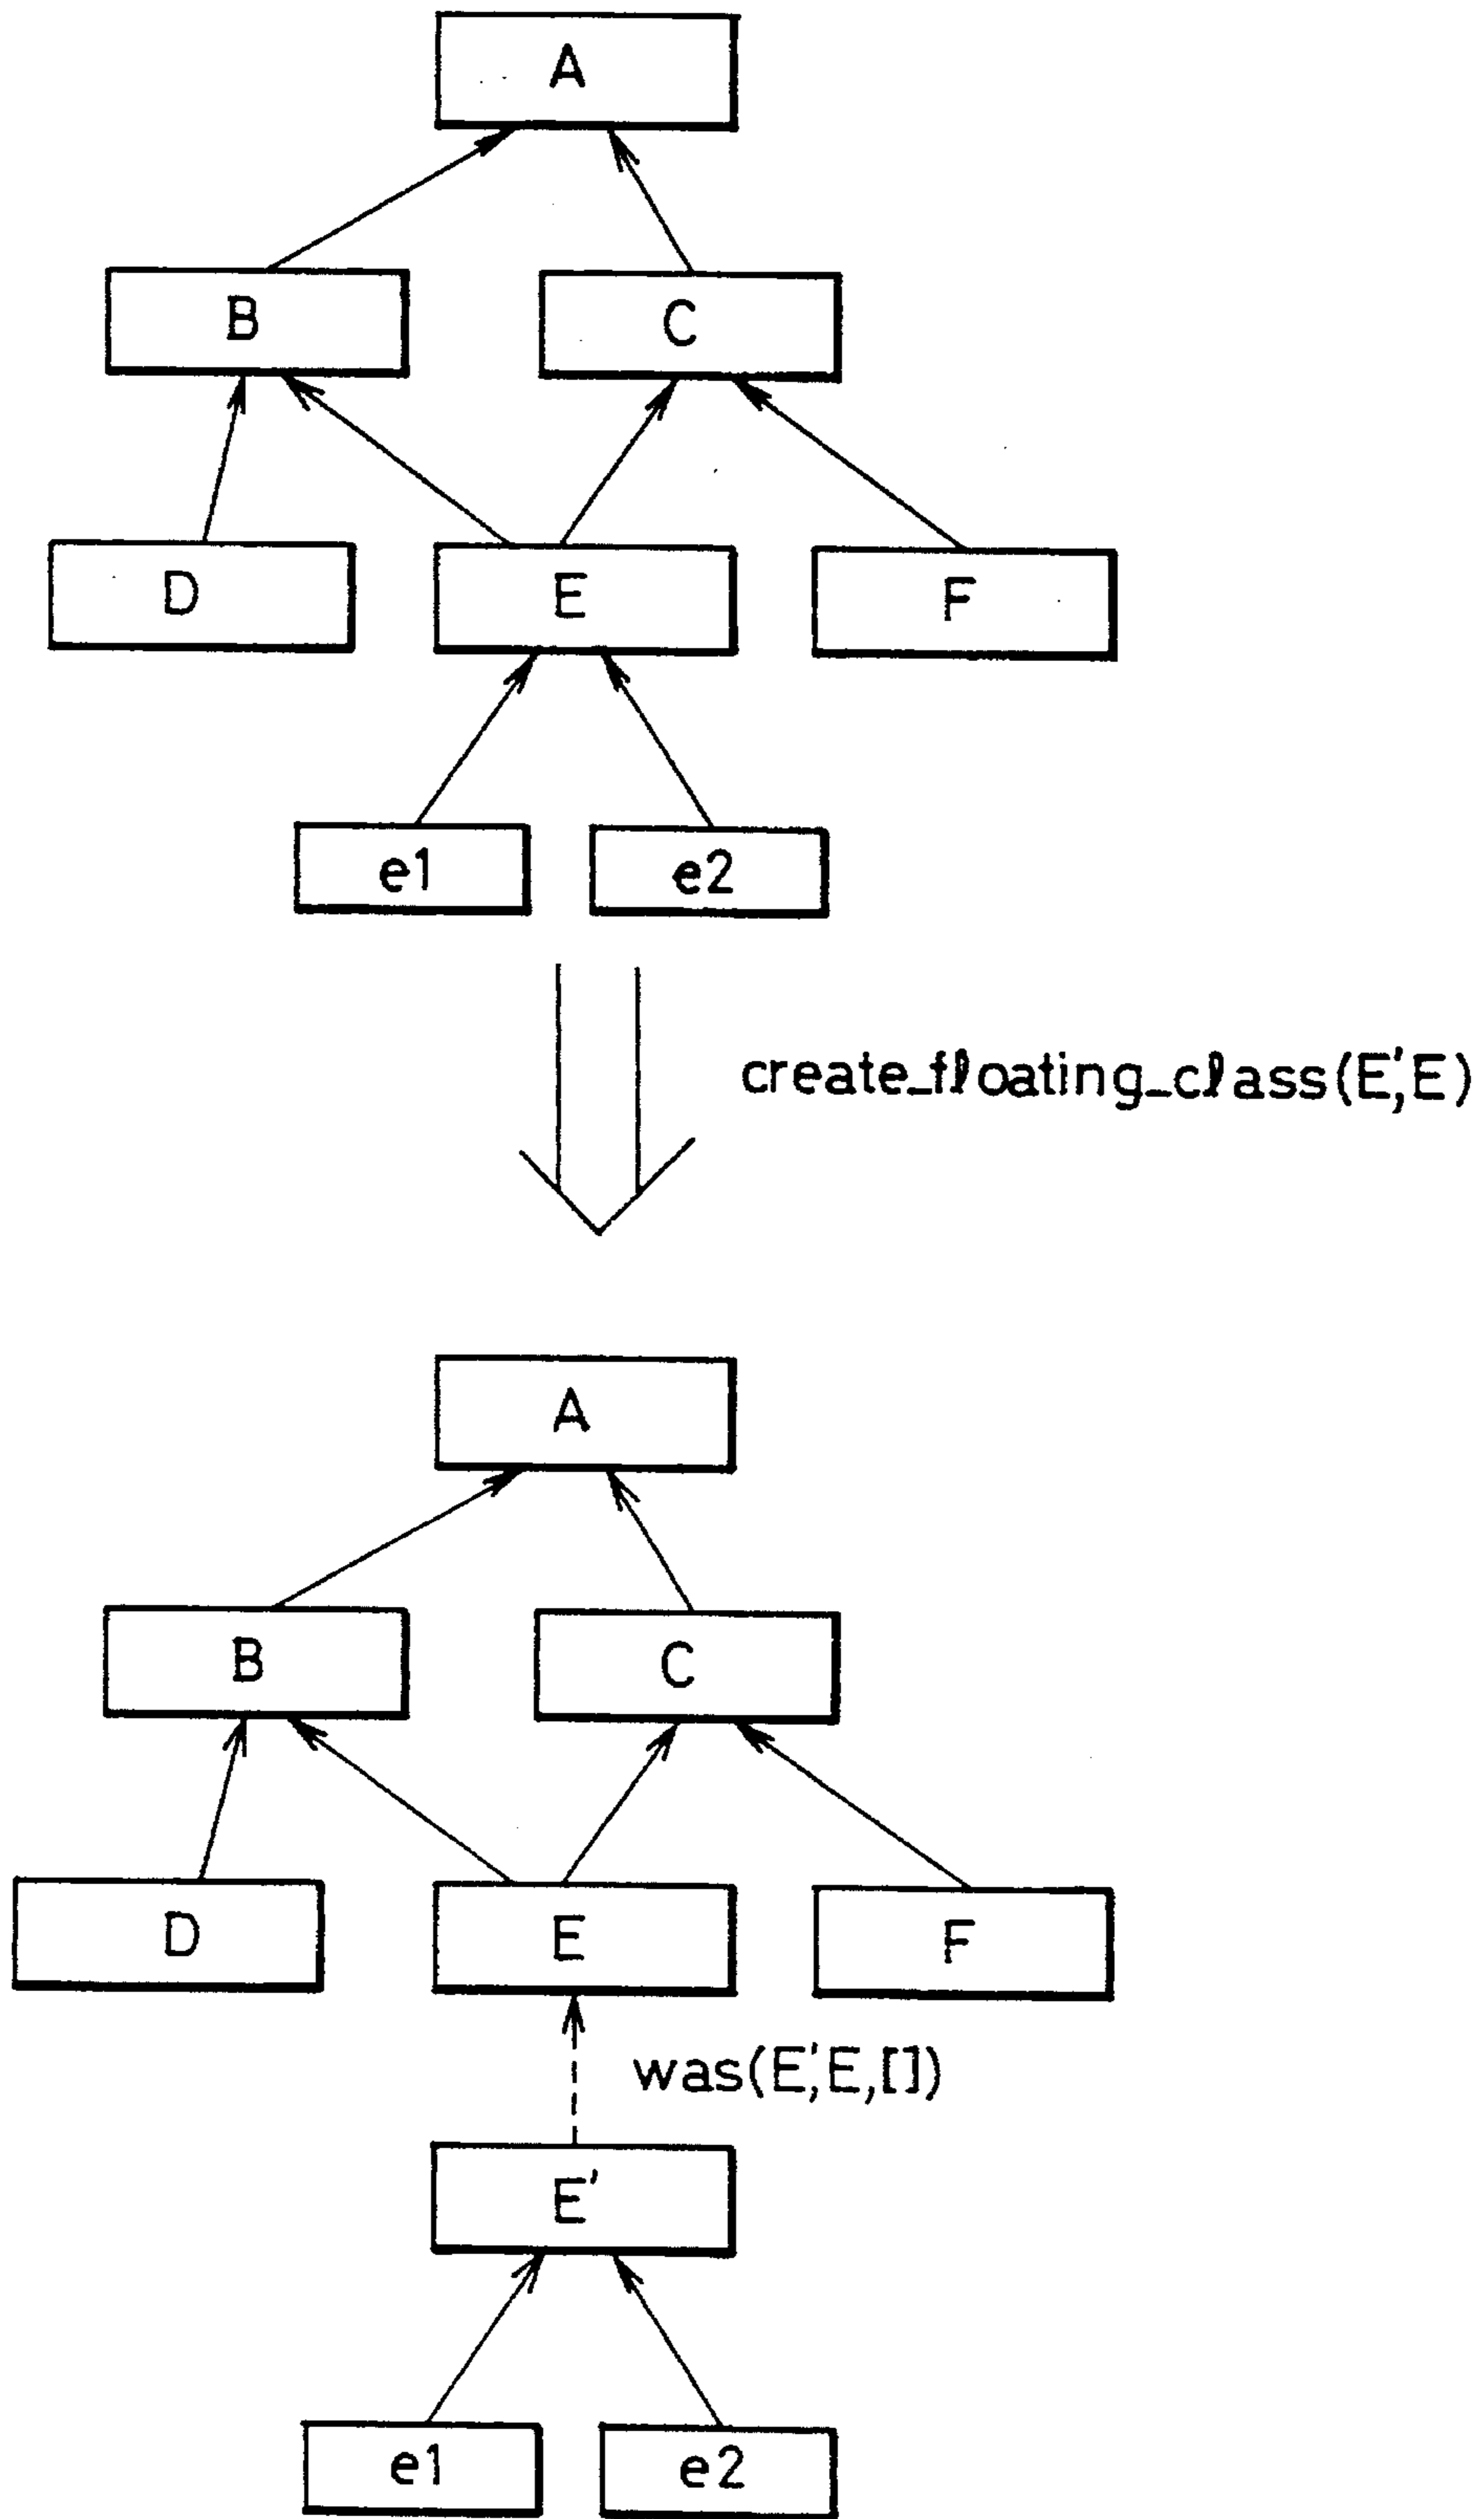 A
B
C
D
E
F
e1
e2
create_floating_class(E',E)
A
B
C
D
E
F
was(E',E,[])
E'
e1
e2